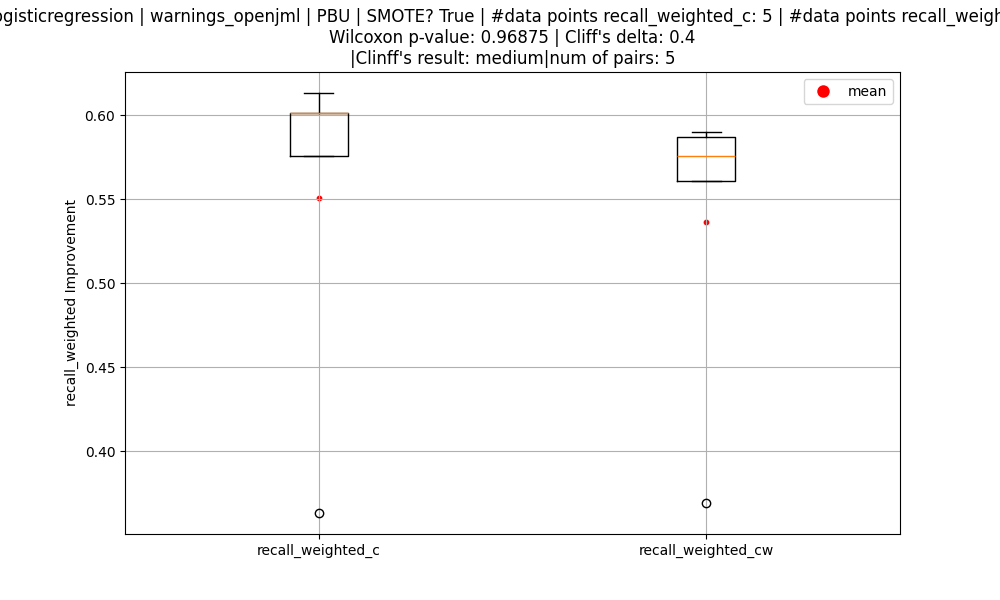 ogisticregression | warnings_openjml | PBU | SMOTE? True | #data points recall_weighted_c: 5 | #data points recall_weigh
Wilcoxon p-value: 0.96875 | Cliff's delta: 0.4
|Clinff's result: medium|num of pairs: 5
mean
0.60
0.55
0.50
0.45
0.40
recall_weighted Improvement
recall_weighted_c
recall_weighted_cw